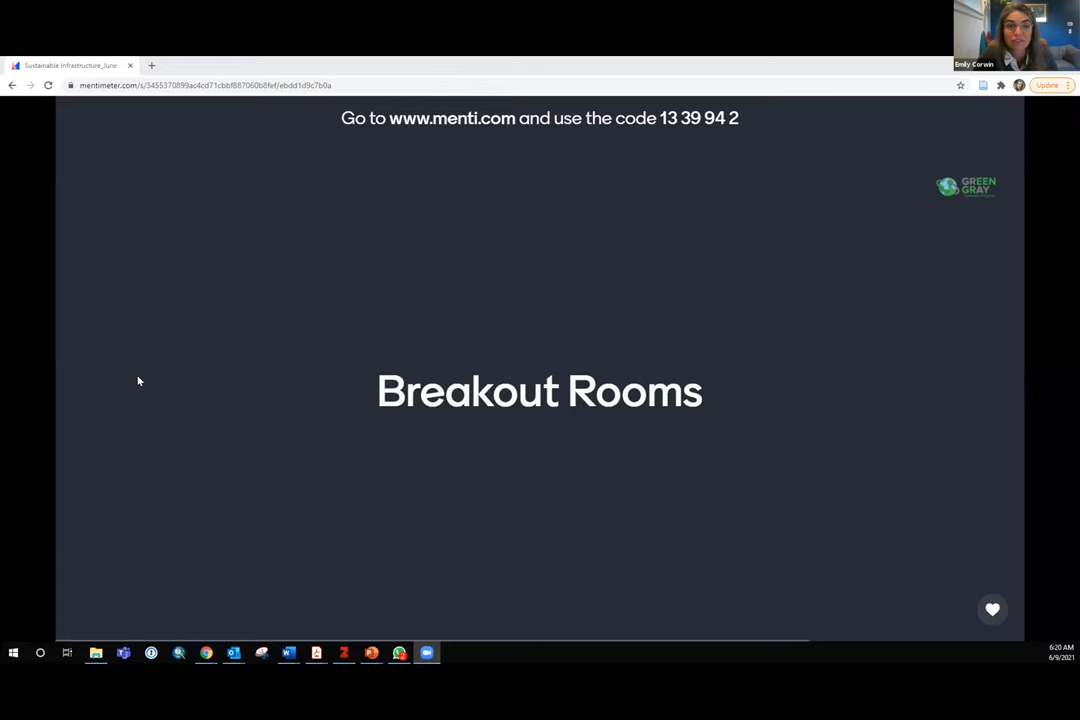 Emily Corwin
Sustainable Infrastructure_June
mentimeter.com/s/3455370899ac4cd71cbbf887060b8fef/ebdd1d9c7b0a
Update
Go to www.menti.com and use the code 13 39 94 2
GREEN
GRAY
Breakout Rooms
6:20 AM
6/9/2021